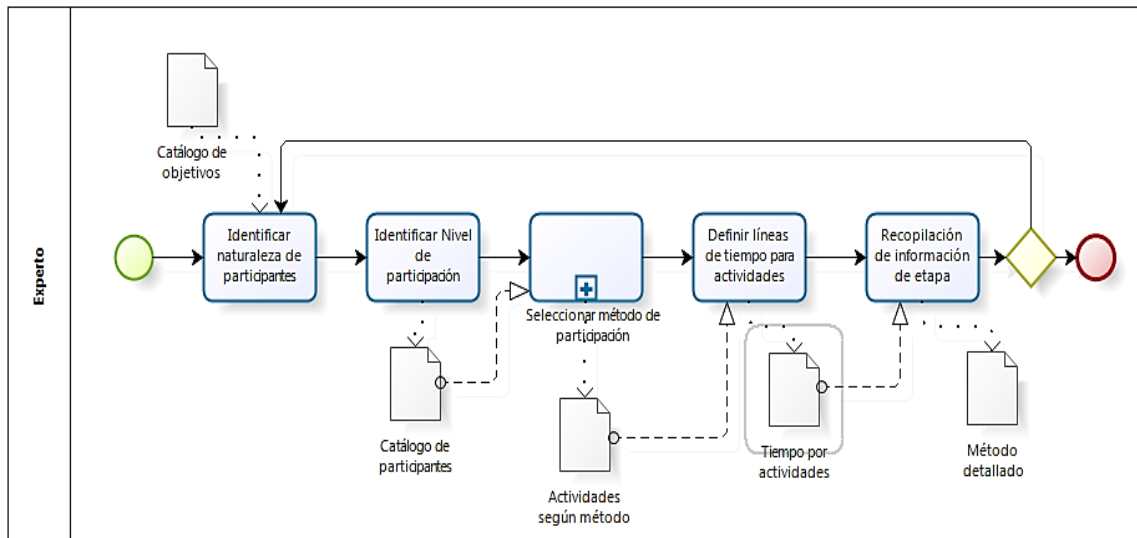 Experto
Catálogo de
objetivos
Identificar
naturaleza de
participantes
Identificar Nivel
de
participación
Seleccionar método de
participación
Definir líneas
de tiempo para
actividades
Recopilación
de información
de etapa
Catálogo de
participantes
Actividades
según método
Tiempo por
actividades
Método
detallado